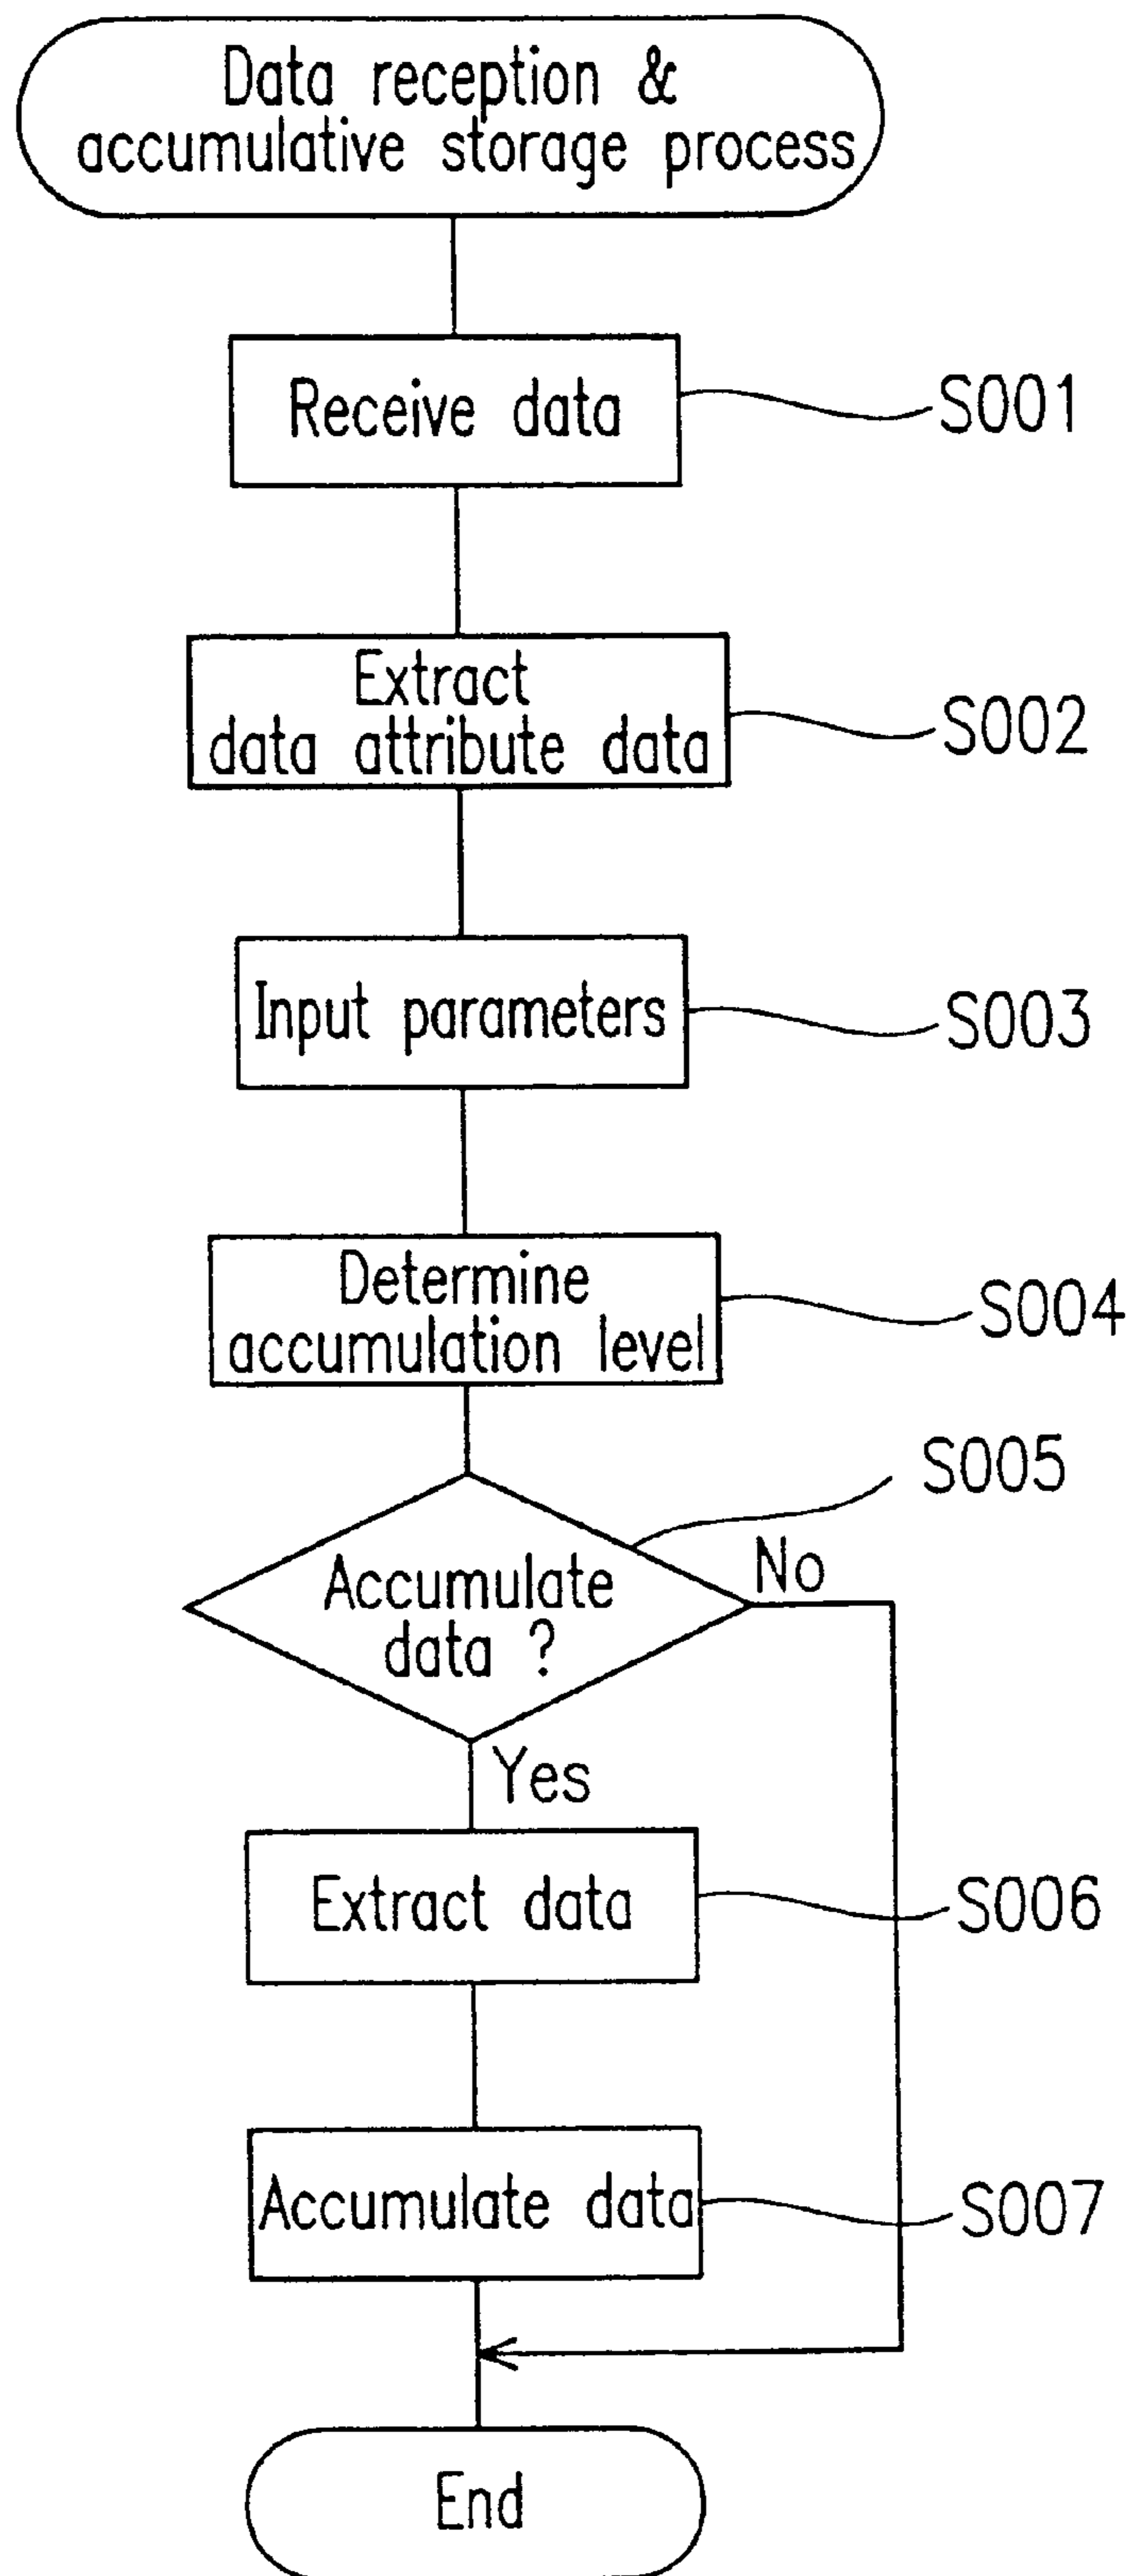 Data reception &
accumulative storage process
Receive data
S001
Extract
data attribute data
S002
Input parameters
S003
Determine
accumulation level
S004
S005
Accumulate
data ?
No
Yes
Extract data
S006
Accumulate data
S007
End